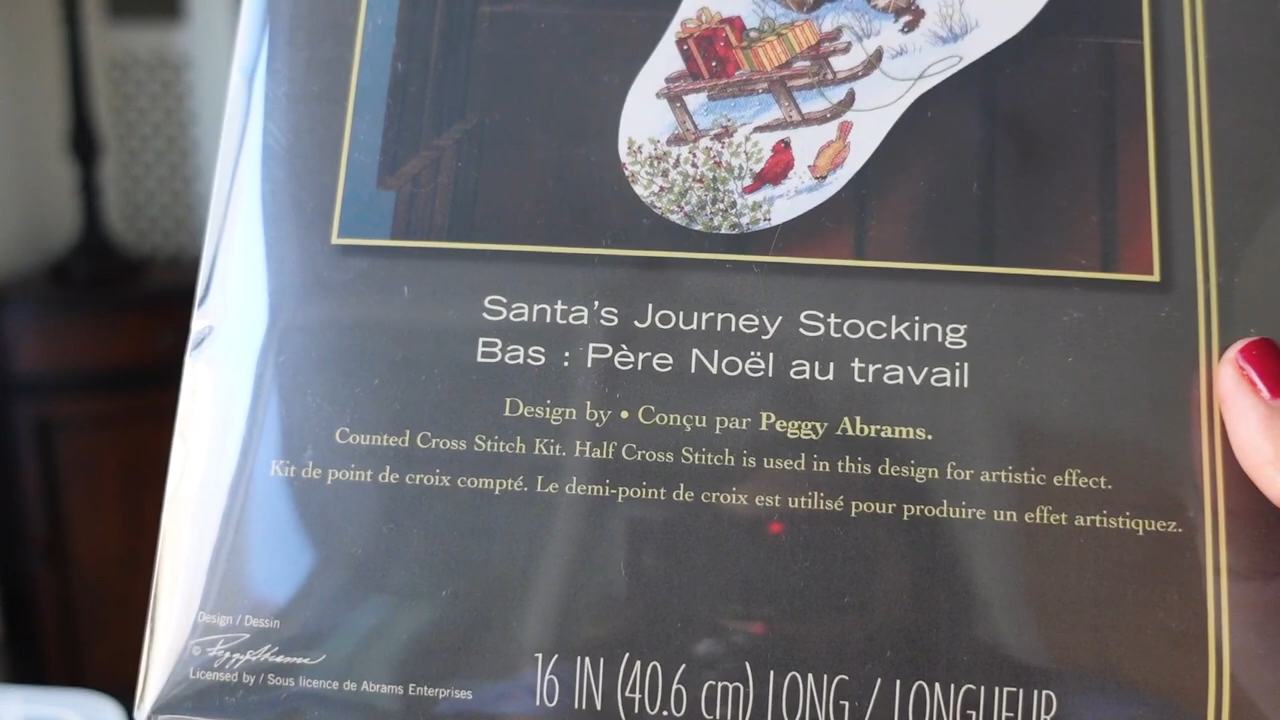 Santa's Journey Stocking
Bas : Père Noël au travail
Design by • Conçu par Peggy Abrams.
Counted Cross Stitch Kit. Half Cross Stitch is used in this design for artistic effect.
Kit de point de croix compté. Le demi-point de croix est utilisé pour produire un effet artistiquez.
Design / Dessin
© Peggy Abrams
Licensed by / Sous licence de Abrams Enterprises
16 IN (40.6 cm) LONG / LONGUEUR